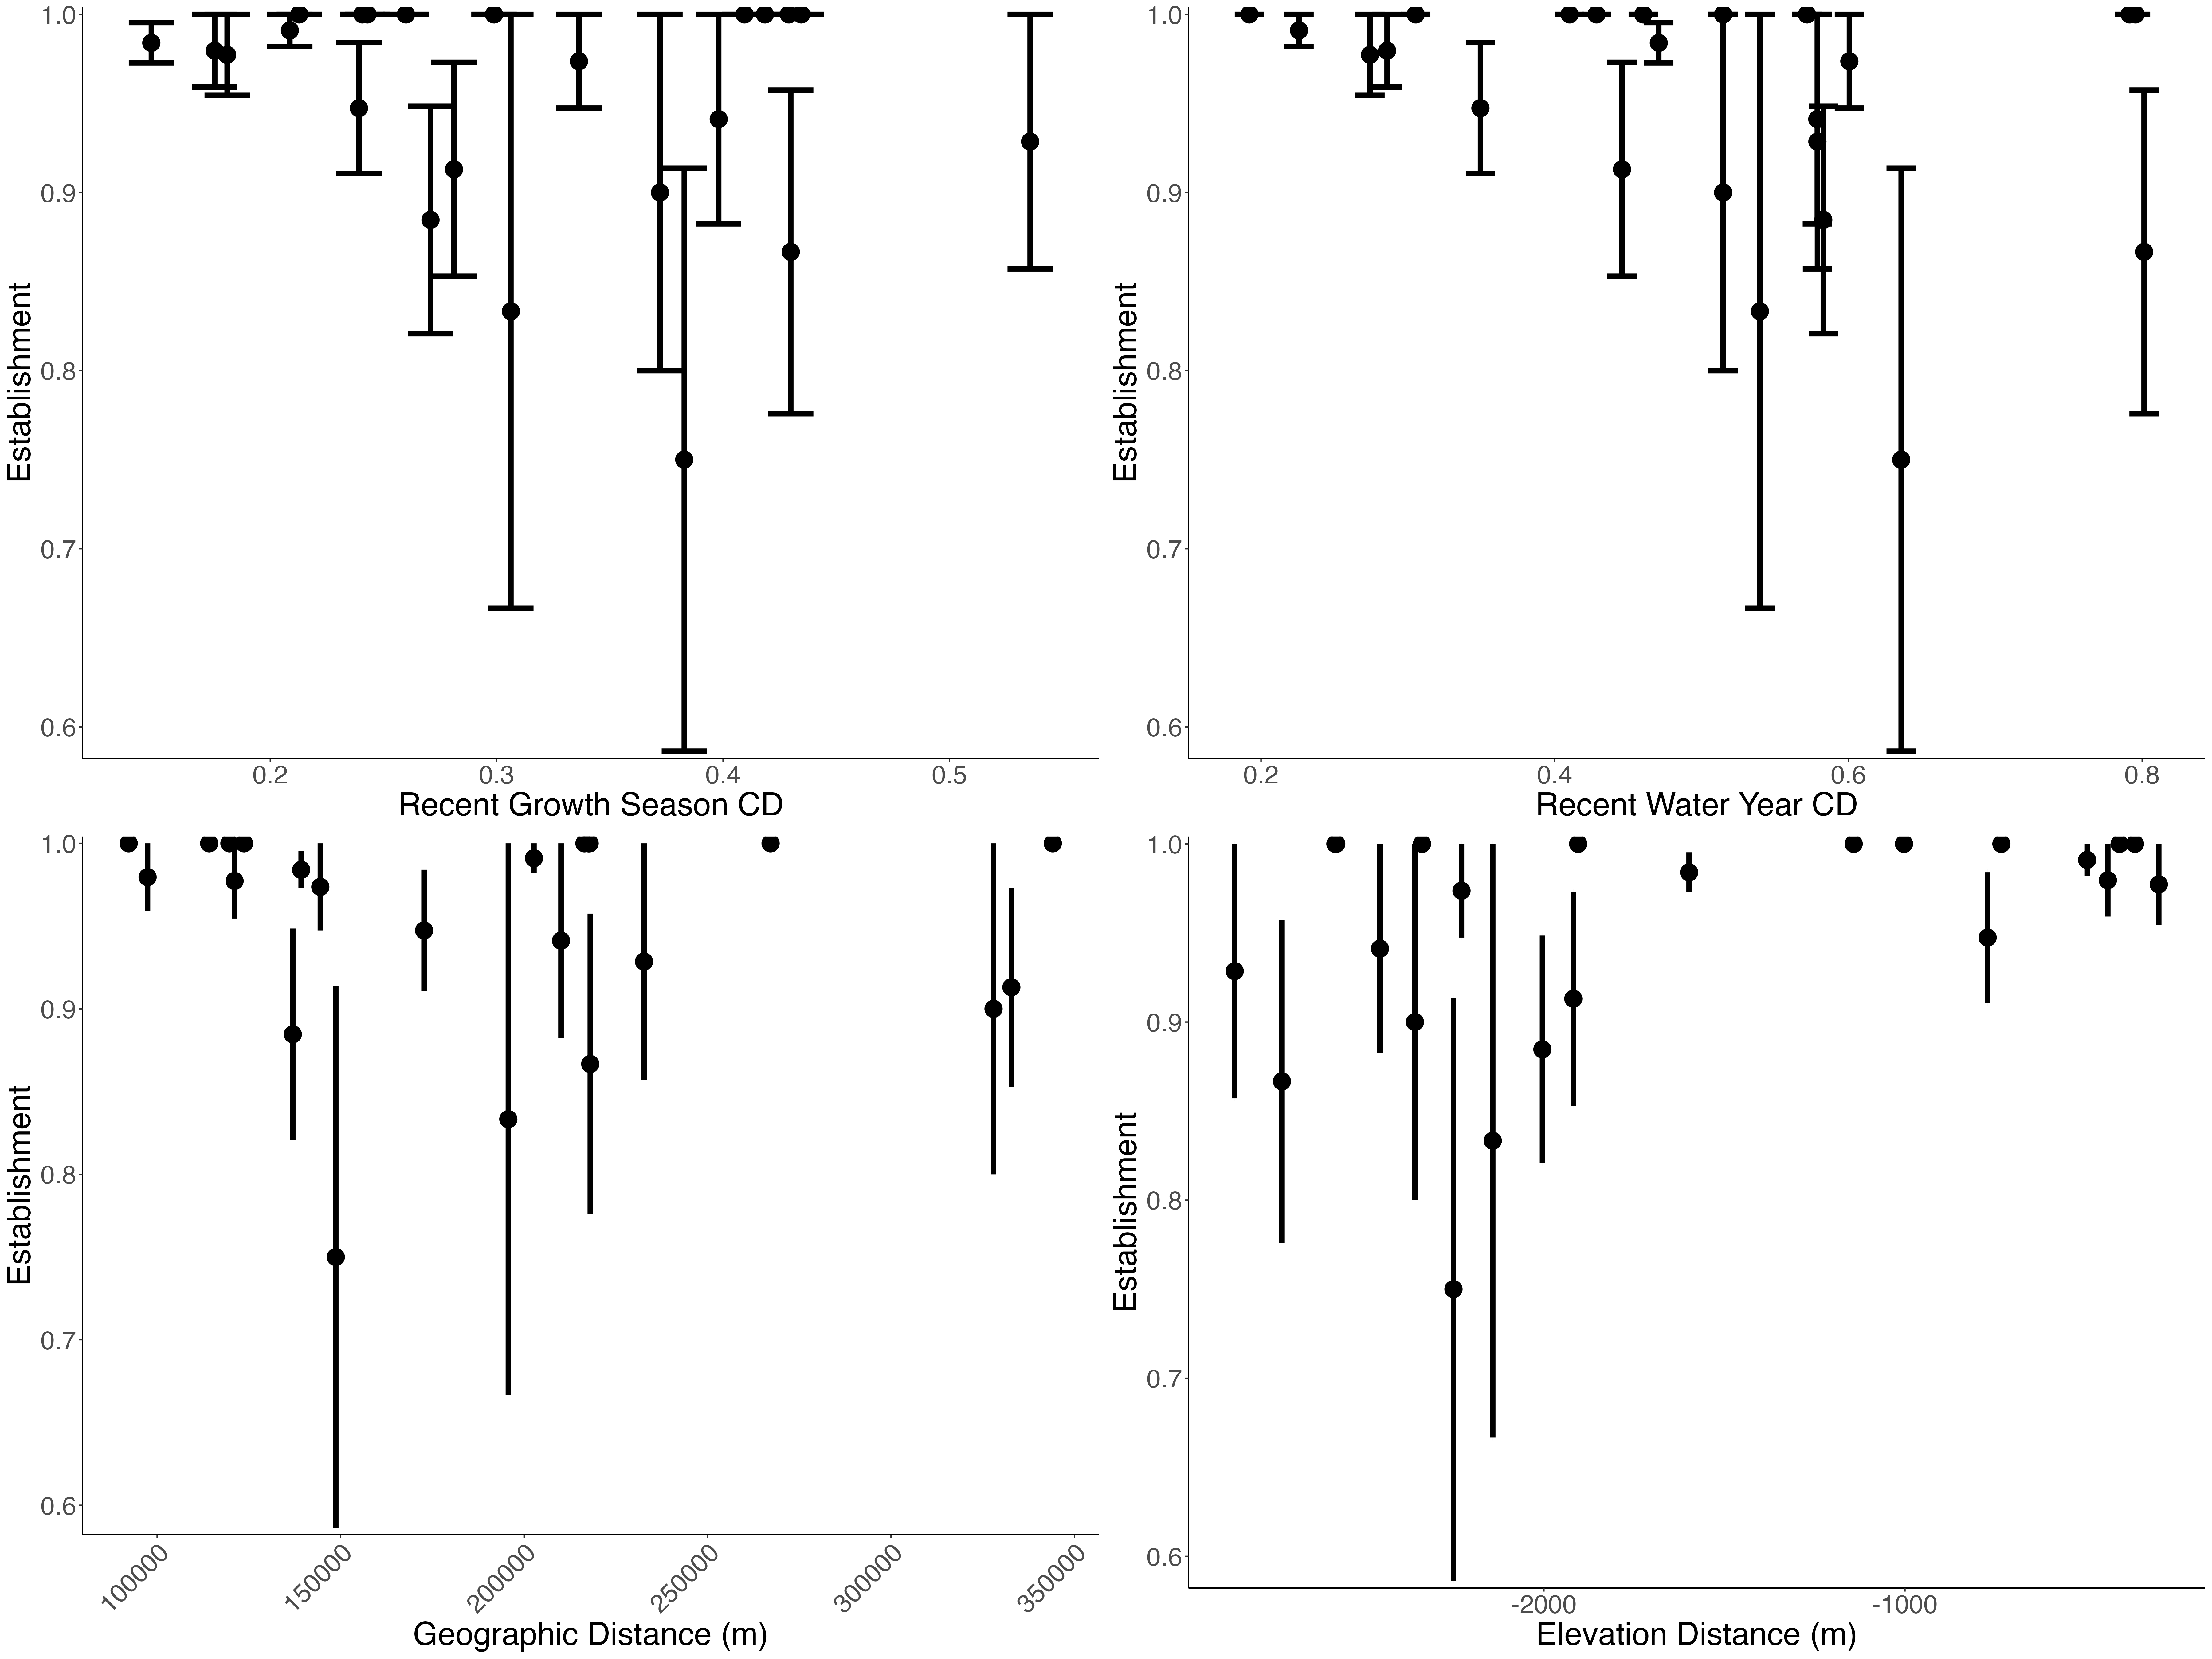 1.0
0.9
0.8
0.7
0.6
Establishment
0.2 0.3 0.4 0.5
Recent Growth Season CD
1.0
0.9
0.8
0.7
0.6
Establishment
0.2 0.4 0.6 0.8
Recent Water Year CD
1.0
0.9
0.8
0.7
0.6
Establishment
100000 150000 200000 250000 300000 350000
Geographic Distance (m)
1.0
0.9
0.8
0.7
0.6
Establishment
-2000 -1000
Elevation Distance (m)